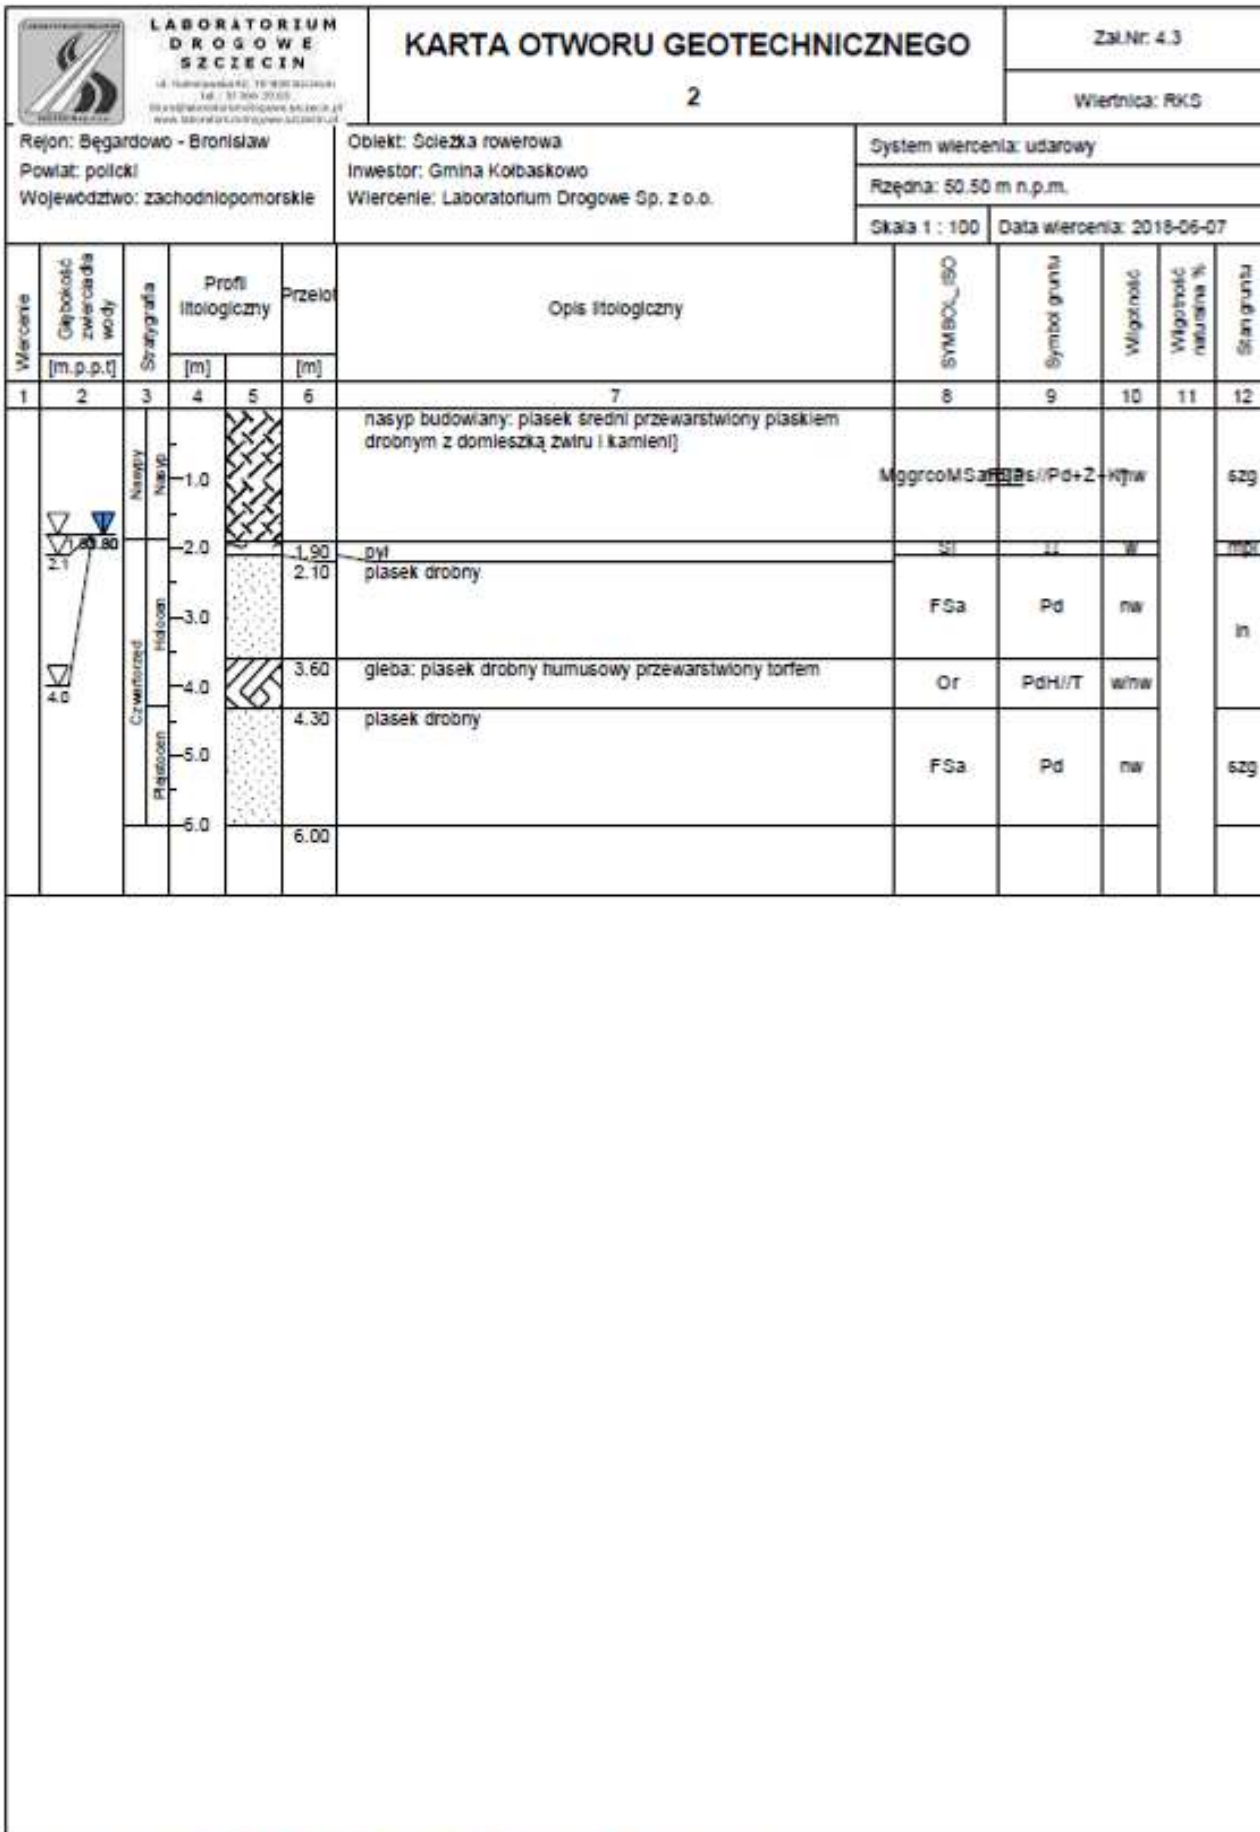 LABORATORIUM
DROGOWE
SZCZECIN
KARTA OTWORU GEOTECHNICZNEGO
2
Zał.Nr: 4.3
Wiertnica: RKS
Rejon: Będargowo - Bronisław
Powiat: policki
Województwo: zachodniopomorskie
Obiekt: Ścieżka rowerowa
Inwestor: Gmina Kołbaskowo
Wiercenie: Laboratorium Drogowe Sp. z o.o.
System wiercenia: udarowy
Rzędna: 50.50 m n.p.m.
Skala 1 : 100
Data wiercenia: 2018-06-07
Wiercenie
Głębokość zwierciadła wody
[m.p.p.t]
Stratygrafia
Profil litologiczny
[m]
Przelot
[m]
Opis litologiczny
SYMBOL_ISO
Symbol gruntu
Wilgotność
Wilgotność naturalna %
Stan gruntu
1 2 3 4 5 6 7 8 9 10 11 12
nasyp budowlany: piasek średni przewarstwiony piaskiem
drobnym z domieszką żwiru i kamieni]
Nasypy
Nasyp
1.0
szg
1.80
2.1
2.0
1.90
pył
Si
w
mpl
2.10
piasek drobny
Czwartorzęd
Holocen
3.0
FSa
Pd
nw
ln
3.60
gleba: piasek drobny humusowy przewarstwiony torfem
4.0
4.0
Or
PdH//T
w/nw
4.30
piasek drobny
Plejstocen
5.0
FSa
Pd
nw
szg
6.0
6.00